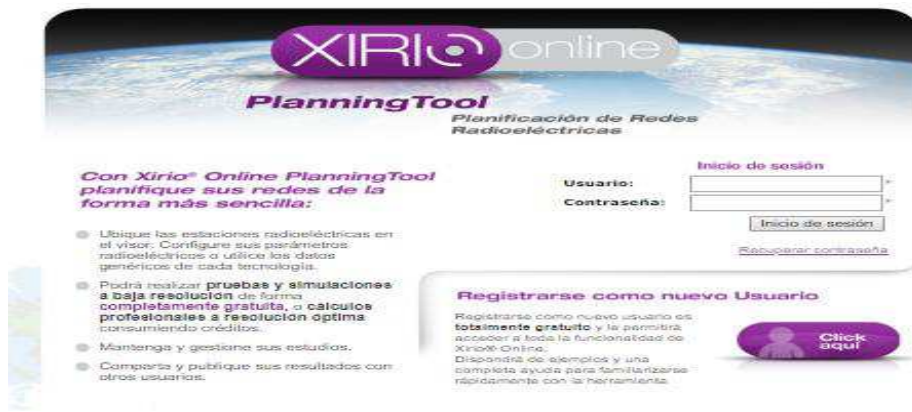 XIRIO online
PlanningTool
Planificación de Redes
Radioeléctricas
Con Xirio® Online PlanningTool
planifique sus redes de la
forma más sencilla:
Ubique las estaciones radioeléctricas en
el visor. Configure sus parámetros
radioeléctricos o utilice los datos
genéricos de cada tecnología.
Podrá realizar pruebas y simulaciones
a baja resolución de forma
completamente gratuita, o cálculos
profesionales a resolución óptima
consumiendo créditos.
Mantenga y gestione sus estudios.
Comparta y publique sus resultados con
otros usuarios.
Inicio de sesión
Usuario: *
Contraseña: *
Inicio de sesión
Recuperar contraseña
Registrarse como nuevo Usuario
Registrarse como nuevo usuario es
totalmente gratuito y le permitirá
acceder a toda la funcionalidad de
Xirio® Online.
Dispondrá de ejemplos y una
completa ayuda para familiarizarse
rápidamente con la herramienta.
Click
aquí